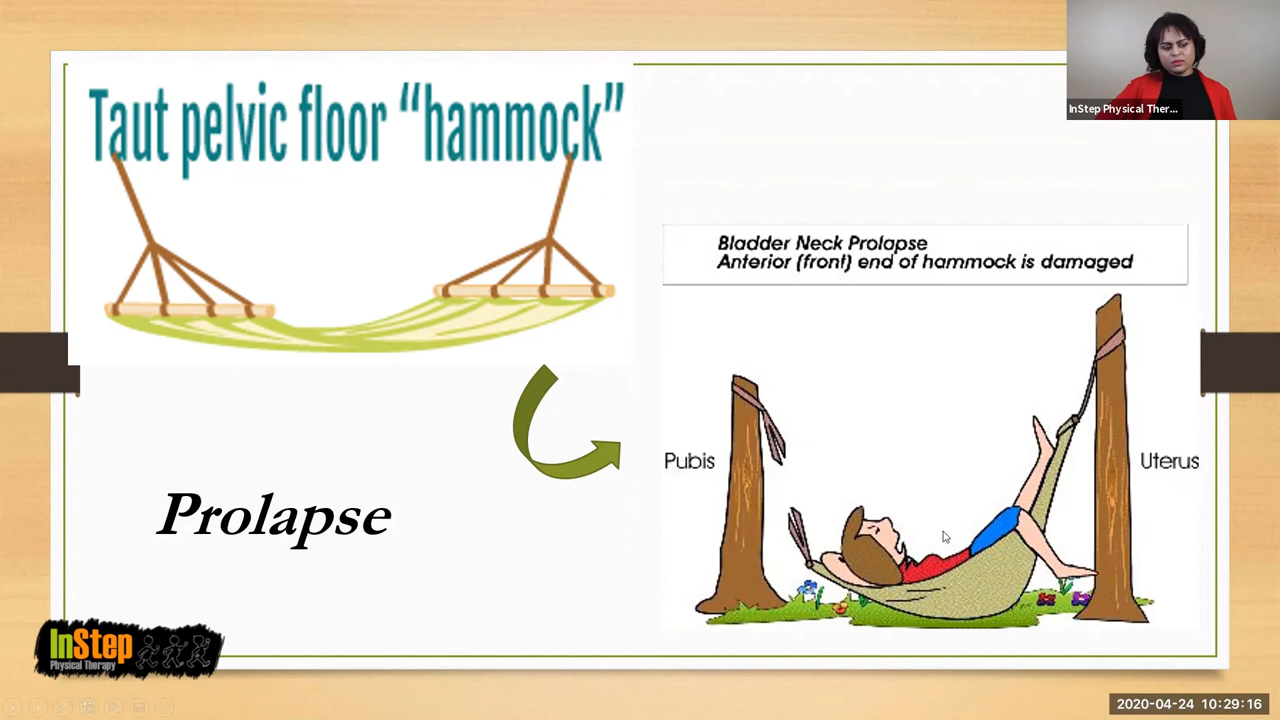 Taut pelvic floor “hammock”
InStep Physical Ther...
Bladder Neck Prolapse
Anterior (front) end of hammock is damaged
Pubis
Uterus
Prolapse
InStep
Physical Therapy
2020-04-24 10:29:16